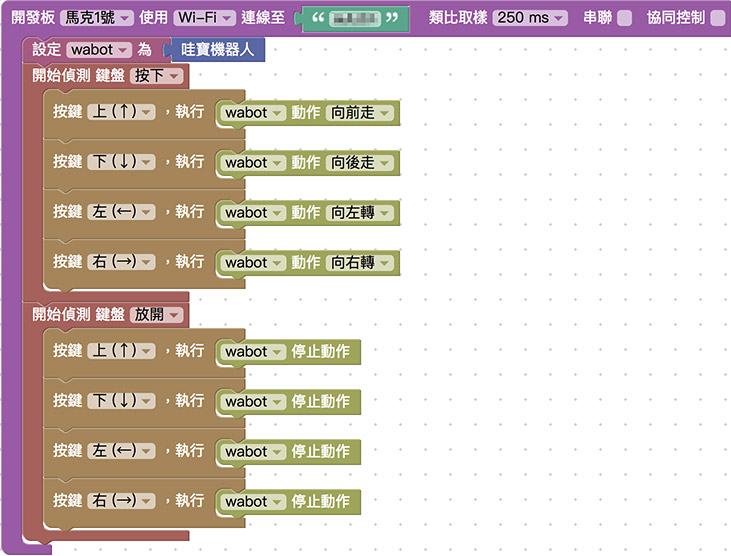 開發板 馬克1號 使用 Wi-Fi 連線至 “ ” 類比取樣 250 ms 串聯 協同控制
設定 wabot 為 哇寶機器人
開始偵測 鍵盤 按下
按鍵 上 (↑) ，執行 wabot 動作 向前走
按鍵 下 (↓) ，執行 wabot 動作 向後走
按鍵 左 (←) ，執行 wabot 動作 向左轉
按鍵 右 (→) ，執行 wabot 動作 向右轉
開始偵測 鍵盤 放開
按鍵 上 (↑) ，執行 wabot 停止動作
按鍵 下 (↓) ，執行 wabot 停止動作
按鍵 左 (←) ，執行 wabot 停止動作
按鍵 右 (→) ，執行 wabot 停止動作